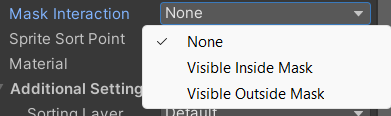 Mask Interaction None
Sprite Sort Point None
Material Visible Inside Mask
Additional Setting Visible Outside Mask
Sorting Layer Default